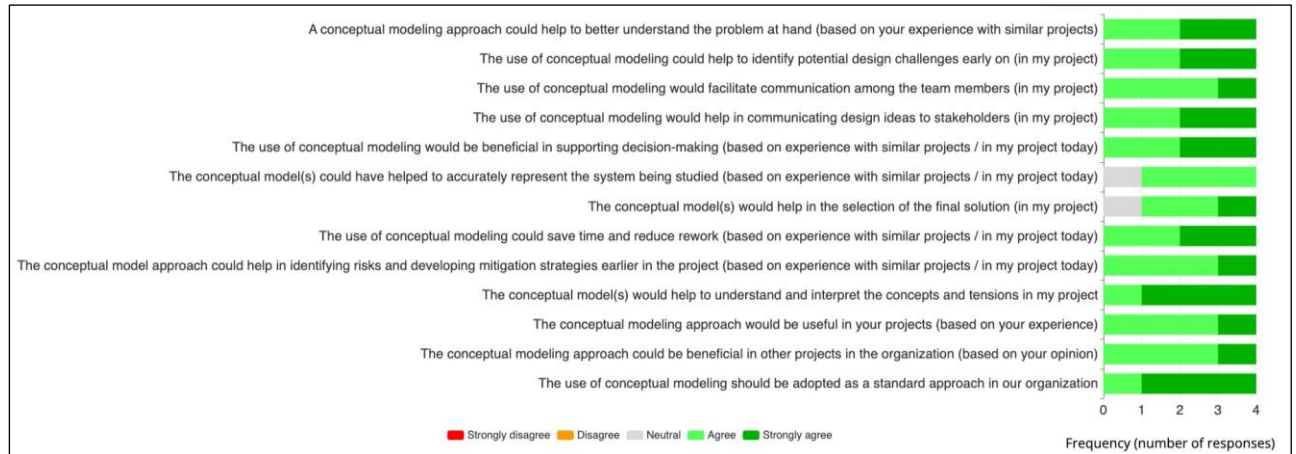 A conceptual modeling approach could help to better understand the problem at hand (based on your experience with similar projects)
The use of conceptual modeling could help to identify potential design challenges early on (in my project)
The use of conceptual modeling would facilitate communication among the team members (in my project)
The use of conceptual modeling would help in communicating design ideas to stakeholders (in my project)
The use of conceptual modeling would be beneficial in supporting decision-making (based on experience with similar projects / in my project today)
The conceptual model(s) could have helped to accurately represent the system being studied (based on experience with similar projects / in my project today)
The conceptual model(s) would help in the selection of the final solution (in my project)
The use of conceptual modeling could save time and reduce rework (based on experience with similar projects / in my project today)
The conceptual model approach could help in identifying risks and developing mitigation strategies earlier in the project (based on experience with similar projects / in my project today)
The conceptual model(s) would help to understand and interpret the concepts and tensions in my project
The conceptual modeling approach would be useful in your projects (based on your experience)
The conceptual modeling approach could be beneficial in other projects in the organization (based on your opinion)
The use of conceptual modeling should be adopted as a standard approach in our organization
0 1 2 3 4
Strongly disagree Disagree Neutral Agree Strongly agree
Frequency (number of responses)